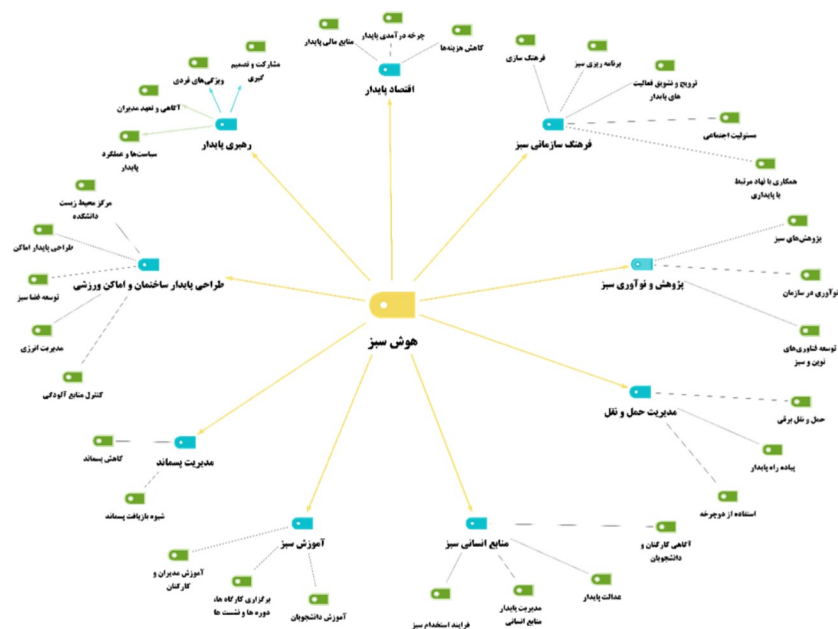 منابع مالی پایدار
چرخه درآمدی پایدار
کاهش هزینه‌ها
اقتصاد پایدار
فرهنگ سازی
برنامه ریزی سبز
ترویج و تشویق فعالیت
های پایدار
مسئولیت اجتماعی
همکاری با نهاد مرتبط
با پایداری
فرهنگ سازمانی سبز
مشارکت و تصمیم
گیری
ویژگی‌های فردی
آگاهی و تعهد مدیران
سیاست‌ها و عملکرد
پایدار
رهبری پایدار
مرکز محیط زیست
دانشکده
طراحی پایدار اماکن
توسعه فضا سبز
مدیریت انرژی
کنترل منابع آلودگی
طراحی پایدار ساختمان و اماکن ورزشی
پژوهش‌های سبز
نوآوری در سازمان
توسعه فناوری‌های
نوین و سبز
پژوهش و نوآوری سبز
هوش سبز
مدیریت حمل و نقل
حمل و نقل برقی
پیاده راه پایدار
استفاده از دوچرخه
کاهش پسماند
شیوه بازیافت پسماند
مدیریت پسماند
آموزش سبز
آموزش مدیران و
کارکنان
برگزاری کارگاه ها،
دوره ها و نشست ها
آموزش دانشجویان
منابع انسانی سبز
آگاهی کارکنان و
دانشجویان
عدالت پایدار
مدیریت پایدار
منابع انسانی
فرایند استخدام سبز